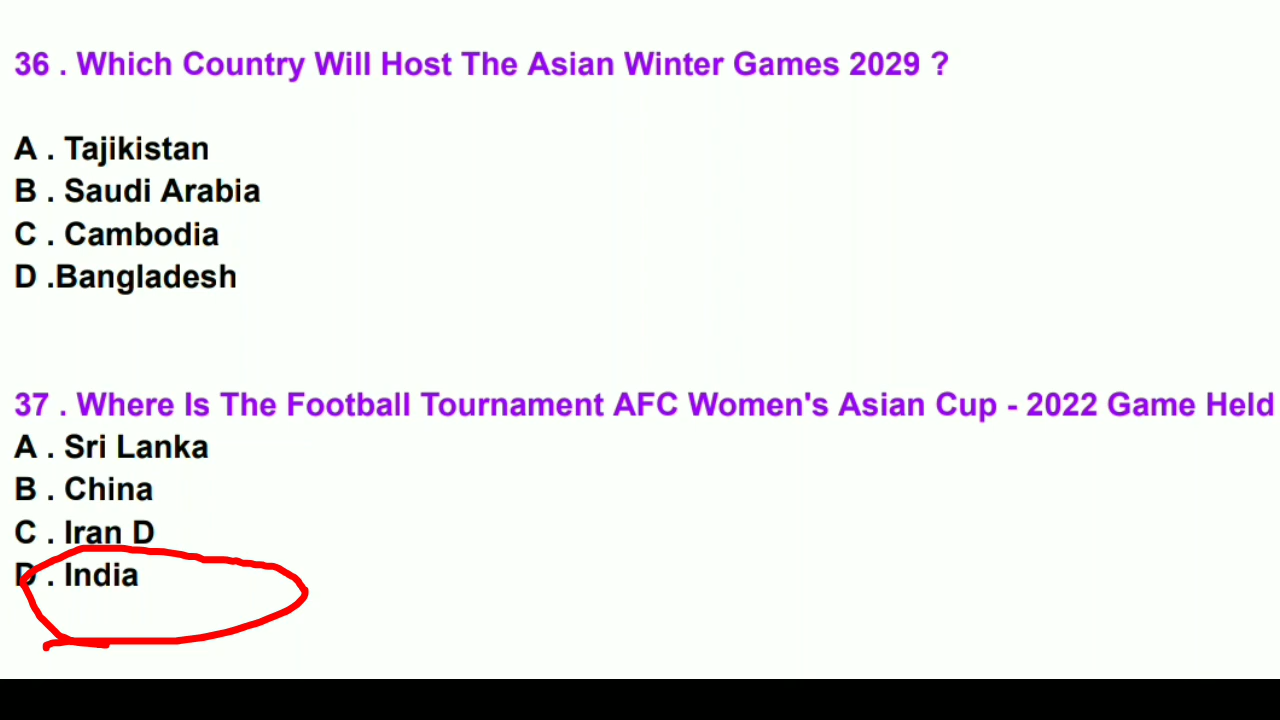 36 . Which Country Will Host The Asian Winter Games 2029 ?
A . Tajikistan
B . Saudi Arabia
C . Cambodia
D .Bangladesh
37 . Where Is The Football Tournament AFC Women's Asian Cup - 2022 Game Held
A . Sri Lanka
B . China
C . Iran D
D . India